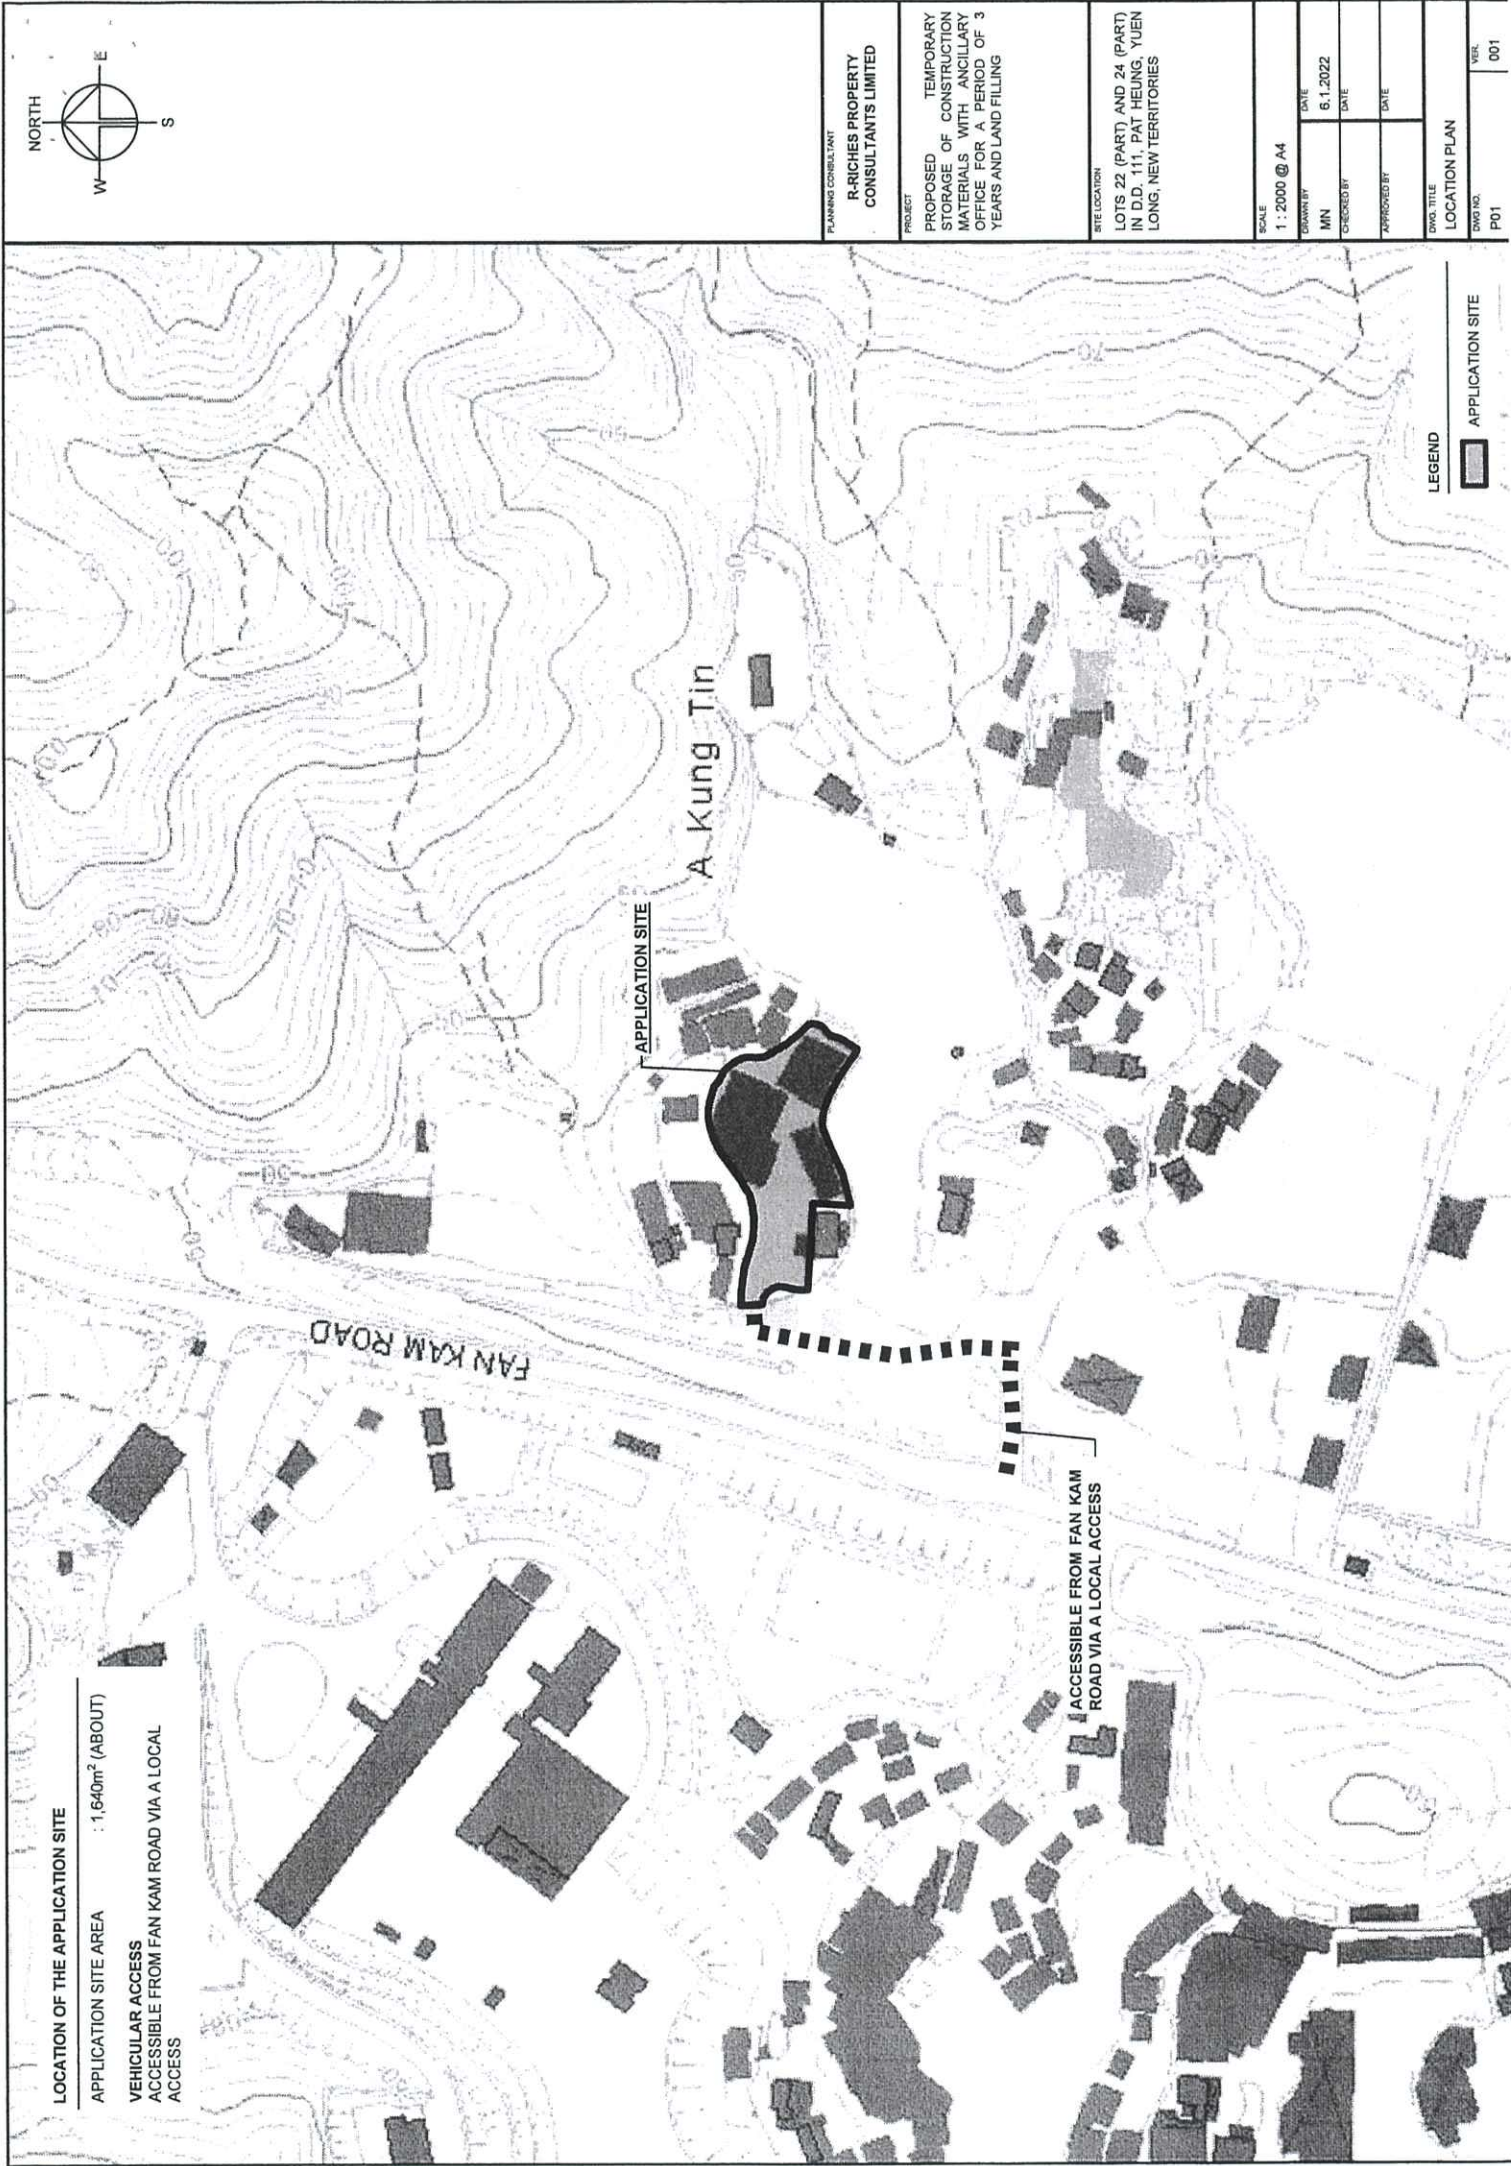 LOCATION OF THE APPLICATION SITE
APPLICATION SITE AREA : 1,640m² (ABOUT)
VEHICULAR ACCESS
ACCESSIBLE FROM FAN KAM ROAD VIA A LOCAL
ACCESS
FAN KAM ROAD
APPLICATION SITE
A Kung Tin
ACCESSIBLE FROM FAN KAM
ROAD VIA A LOCAL ACCESS
70
LEGEND
APPLICATION SITE
NORTH
W
E
S
PLANNING CONSULTANT
R-RICHES PROPERTY
CONSULTANTS LIMITED
PROJECT
PROPOSED TEMPORARY
STORAGE OF CONSTRUCTION
MATERIALS WITH ANCILLARY
OFFICE FOR A PERIOD OF 3
YEARS AND LAND FILLING
SITE LOCATION
LOTS 22 (PART) AND 24 (PART)
IN D.D. 111, PAT HEUNG, YUEN
LONG, NEW TERRITORIES
SCALE
1 : 2000 @ A4
DRAWN BY
DATE
MN
6.1.2022
CHECKED BY
DATE
APPROVED BY
DATE
DWG. TITLE
LOCATION PLAN
DWG NO.
VER.
P01
001